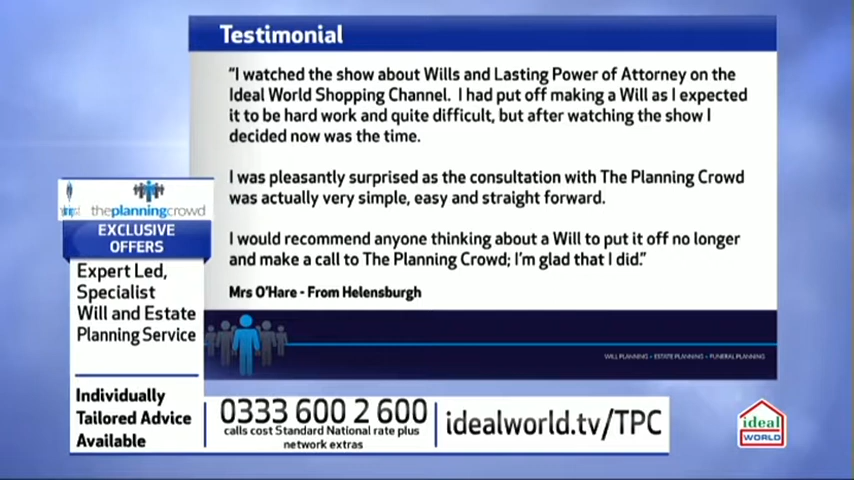 Testimonial
"I watched the show about Wills and Lasting Power of Attorney on the
Ideal World Shopping Channel.  I had put off making a Will as I expected
it to be hard work and quite difficult, but after watching the show I
decided now was the time.
I was pleasantly surprised as the consultation with The Planning Crowd
was actually very simple, easy and straight forward.
I would recommend anyone thinking about a Will to put it off no longer
and make a call to The Planning Crowd; I'm glad that I did."
Mrs O'Hare - From Helensburgh
WILL PLANNING • ESTATE PLANNING • FUNERAL PLANNING
theplanningcrowd
EXCLUSIVE
OFFERS
Expert Led,
Specialist
Will and Estate
Planning Service
Individually
Tailored Advice
Available
0333 600 2 600
calls cost Standard National rate plus
network extras
idealworld.tv/TPC
ideal
WORLD